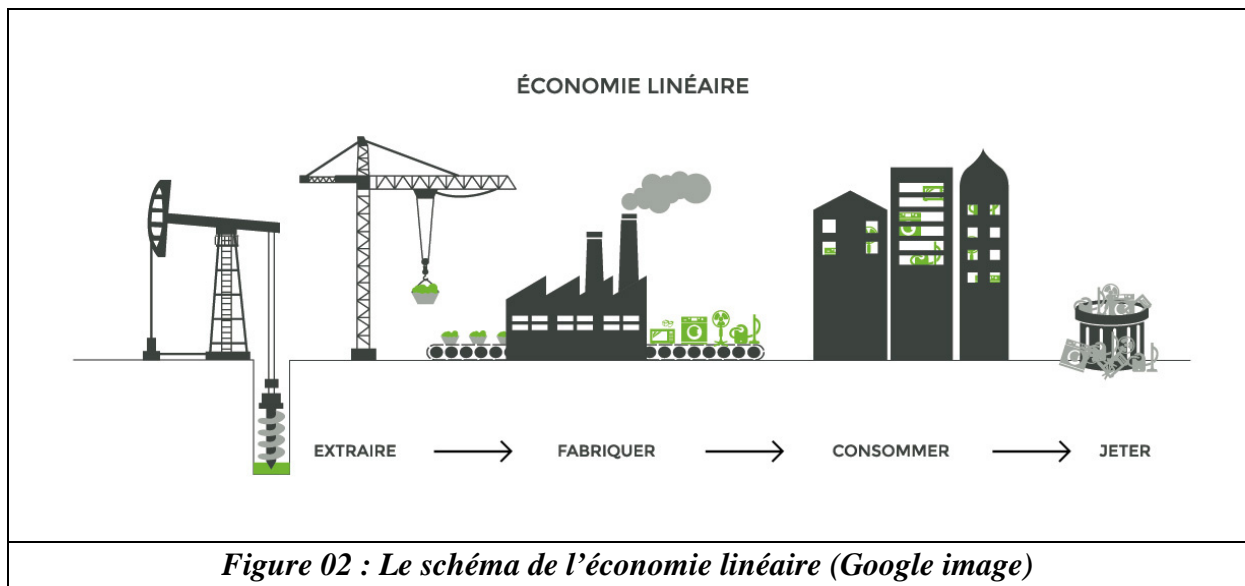 ÉCONOMIE LINÉAIRE
EXTRAIRE → FABRIQUER → CONSOMMER → JETER
Figure 02 : Le schéma de l’économie linéaire (Google image)